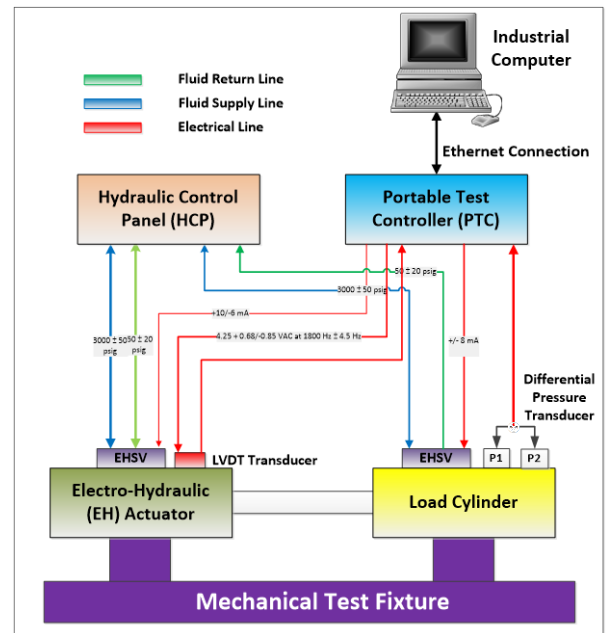 Industrial
Computer
Fluid Return Line
Fluid Supply Line
Electrical Line
Ethernet Connection
Hydraulic Control
Panel (HCP)
Portable Test
Controller (PTC)
50 ± 20 psig
3000 ± 50 psig
+10/-6 mA
3000 ± 50
psig
50 ± 20
psig
4.25 + 0.68/-0.85 VAC at 1800 Hz ± 4.5 Hz
+/- 8 mA
Differential
Pressure
Transducer
EHSV
LVDT Transducer
EHSV
P1
P2
Electro-Hydraulic
(EH) Actuator
Load Cylinder
Mechanical Test Fixture